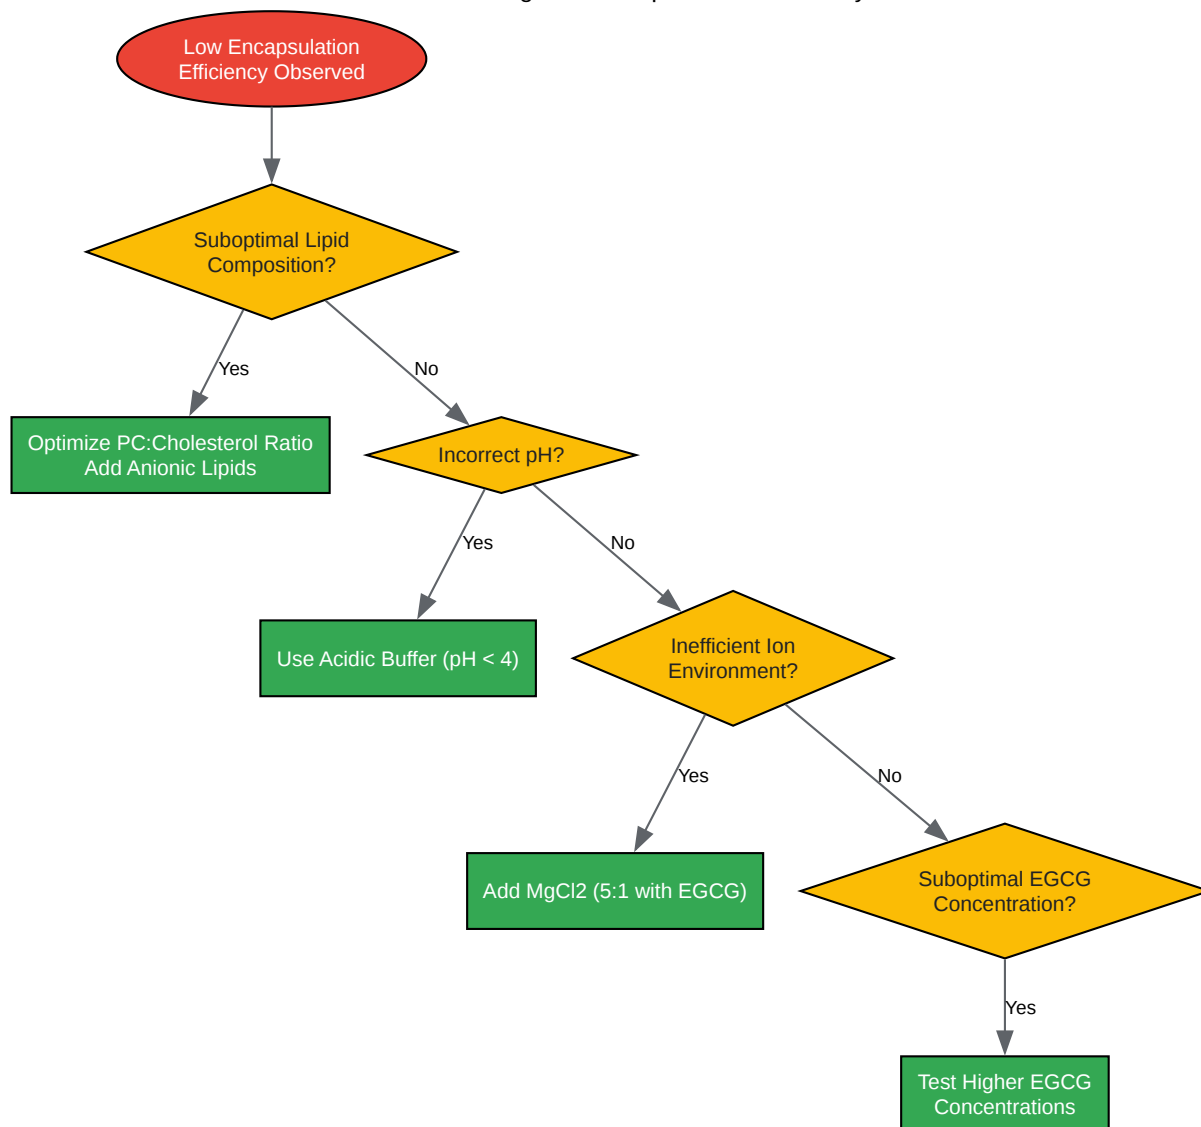 Low Encapsulation
Efficiency Observed
Suboptimal Lipid
Composition?
Yes
No
Optimize PC:Cholesterol Ratio
Add Anionic Lipids
Incorrect pH?
Yes
No
Use Acidic Buffer (pH < 4)
Inefficient Ion
Environment?
Yes
No
Add MgCl2 (5:1 with EGCG)
Suboptimal EGCG
Concentration?
Yes
Test Higher EGCG
Concentrations